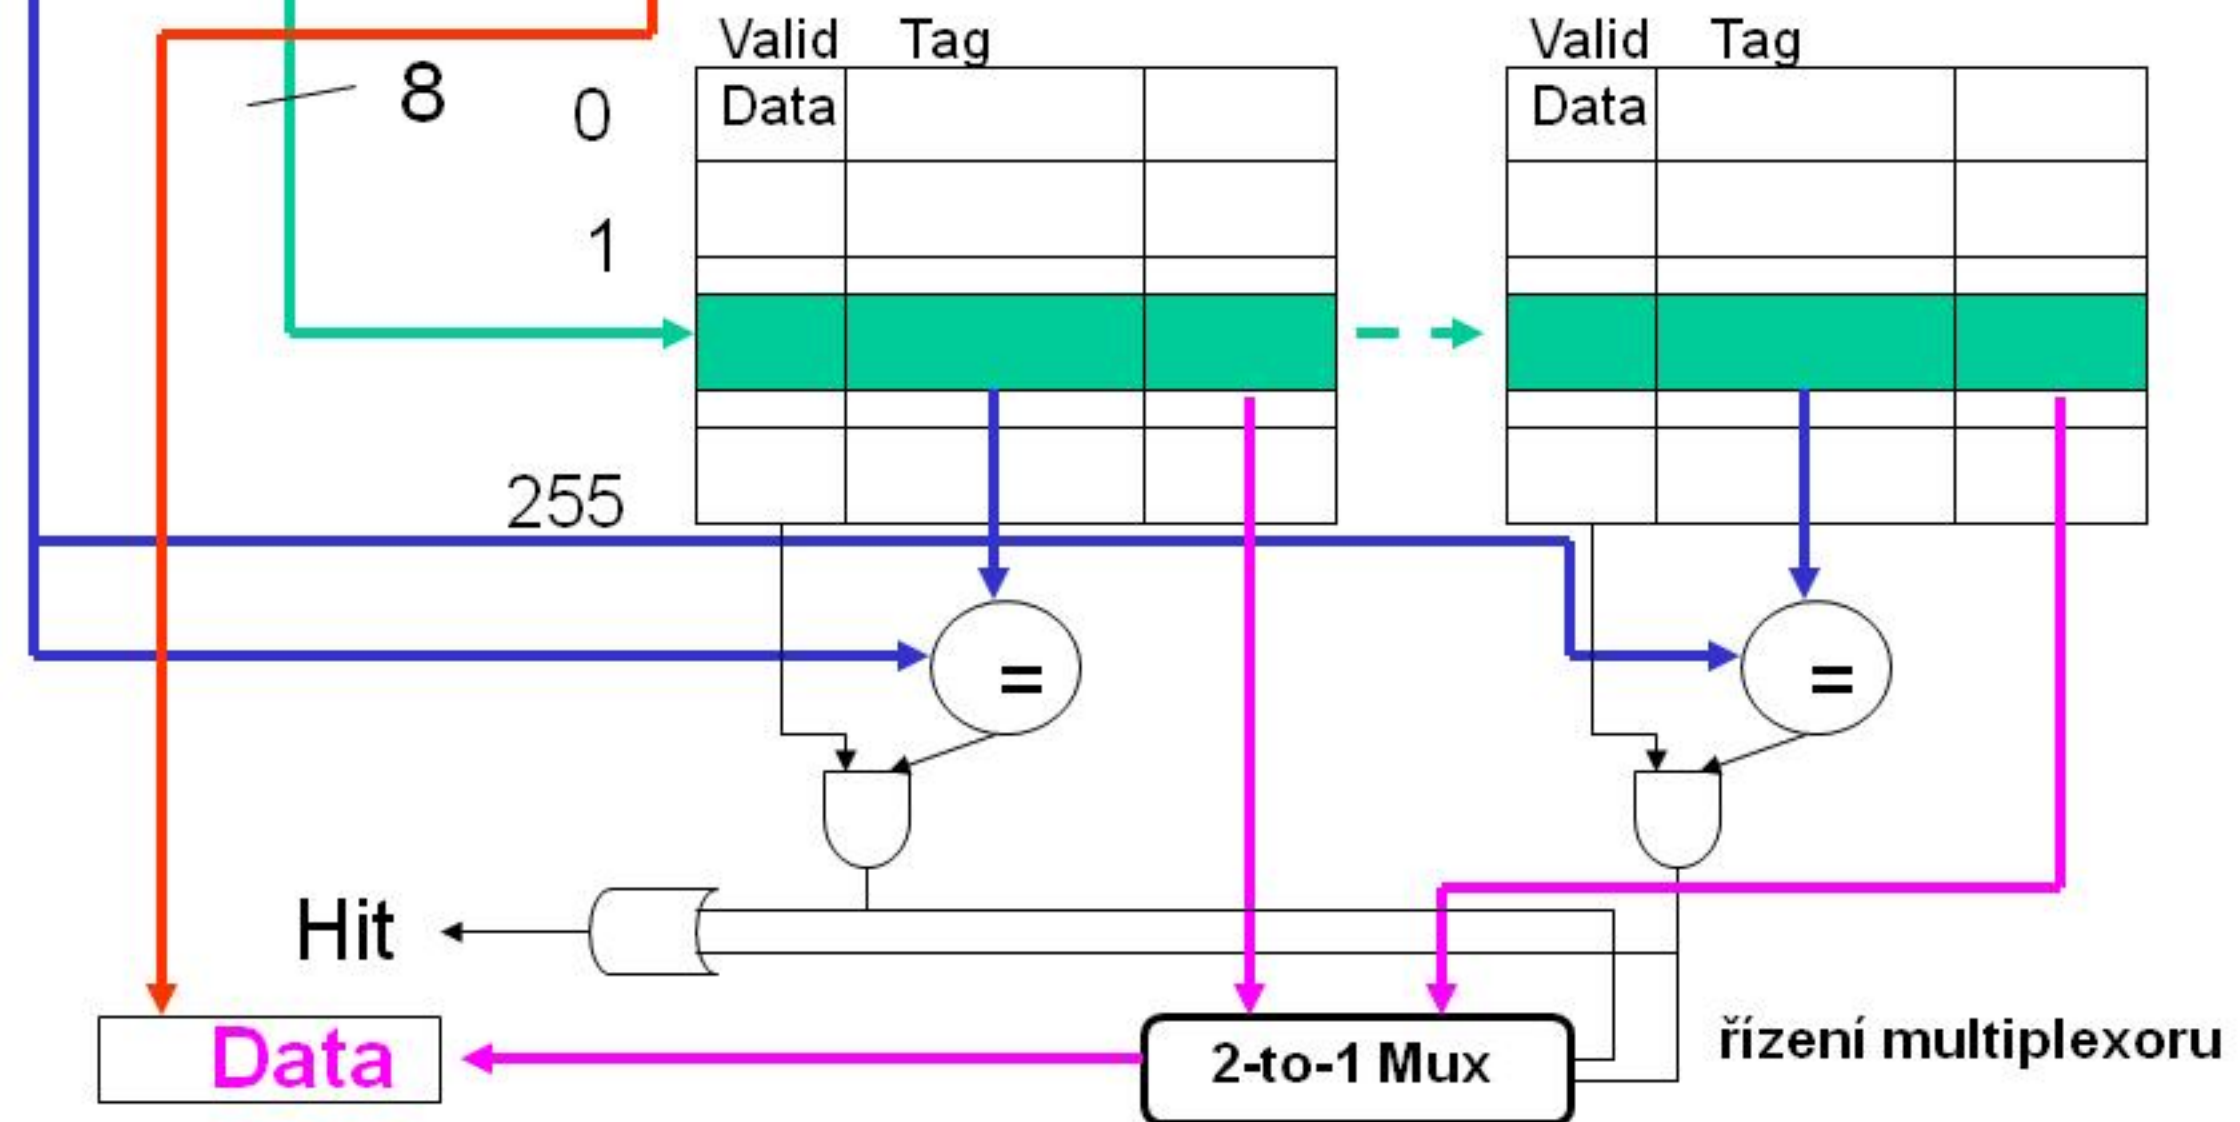 Valid Tag
Data
Valid Tag
Data
8
0
1
255
=
=
Hit
Data
2-to-1 Mux
řízení multiplexoru